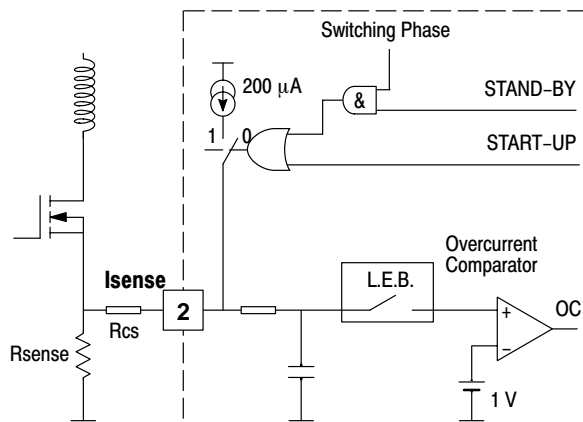 Switching Phase
200 μA
&
STAND–BY
1 0
START–UP
Isense
2
Rcs
Rsense
L.E.B.
Overcurrent
Comparator
+
–
OC
1 V